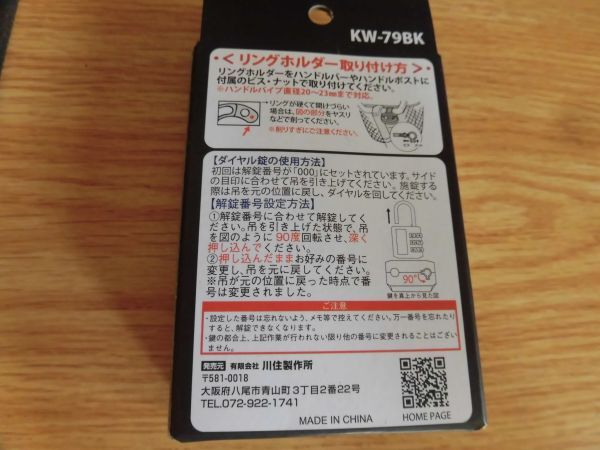 KW-79BK
＜リングホルダー取り付け方＞
リングホルダーをハンドルバーやハンドルポストに
付属のビス・ナットで取り付けてください。
※ハンドルパイプ直径20〜23㎜まで対応。
・リングが硬くて開けづらい
場合は、図の部分をヤスリ
などで削ってください。
※削りすぎにご注意ください。
【ダイヤル錠の使用方法】
初回は解錠番号が「000」にセットされています。サイド
の目印に合わせて吊を引き上げてください。施錠する
際は吊を元の位置に戻し、ダイヤルを回してください。
【解錠番号設定方法】
①解錠番号に合わせて解錠してく
ださい。吊を引き上げた状態で、吊
を図のように 90度回転させ、深く
押し込んでください。
②押し込んだままお好みの番号に
変更し、吊を元に戻してください。
※吊が元の位置に戻った時点で番
号は変更されました。
90°
鍵を真上から見た図
ご注意
・設定した番号は忘れないよう、メモ等で控えてください。万一番号を忘れたり
すると、解錠できなくなります。
・鍵の都合上、上記作業が行われない限り他の番号に変更されることはござい
ません。
発売元 有限会社 川住製作所
〒581-0018
大阪府八尾市青山町3丁目2番22号
TEL.072-922-1741
MADE IN CHINA
HOME PAGE